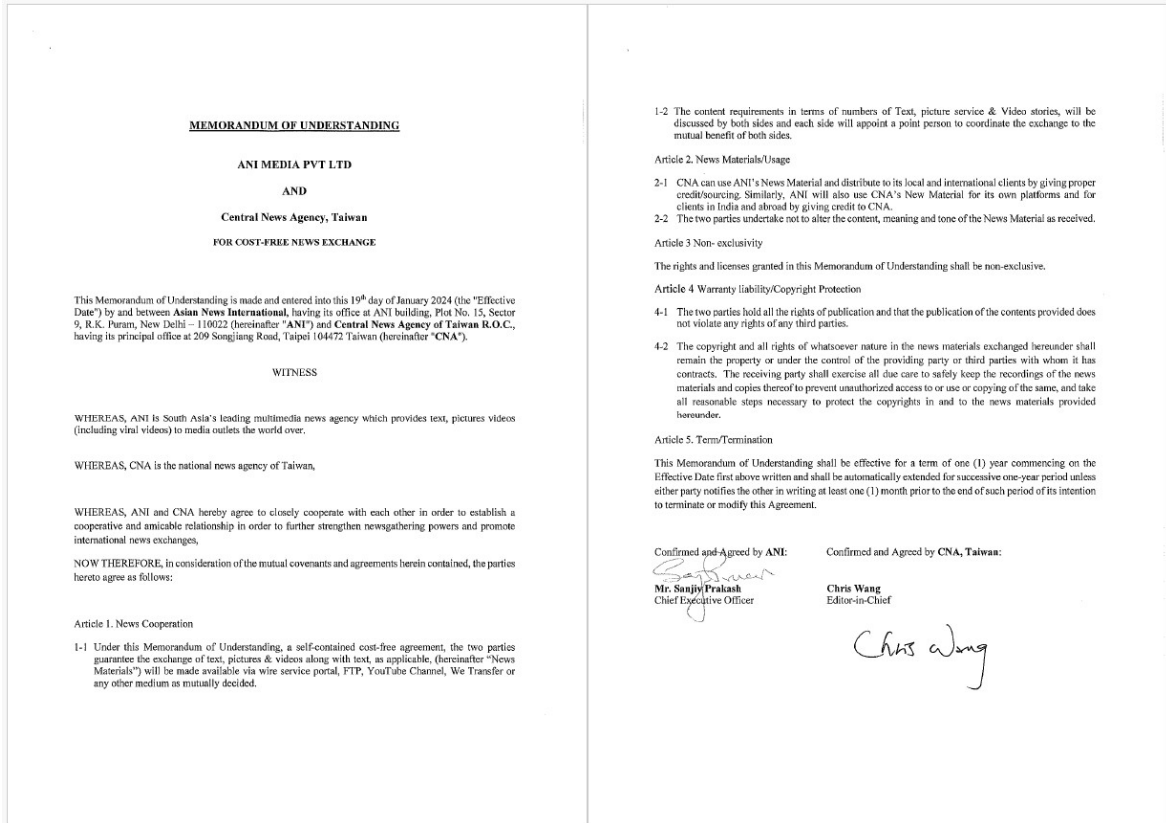 MEMORANDUM OF UNDERSTANDING
ANI MEDIA PVT LTD
AND
Central News Agency, Taiwan
FOR COST-FREE NEWS EXCHANGE
This Memorandum of Understanding is made and entered into this 19th day of January 2024 (the "Effective
Date") by and between Asian News International, having its office at ANI building, Plot No. 15, Sector
9, R.K. Puram, New Delhi – 110022 (hereinafter "ANI") and Central News Agency of Taiwan R.O.C.,
having its principal office at 209 Songjiang Road, Taipei 104472 Taiwan (hereinafter "CNA").
WITNESS
WHEREAS, ANI is South Asia's leading multimedia news agency which provides text, pictures videos
(including viral videos) to media outlets the world over,
WHEREAS, CNA is the national news agency of Taiwan,
WHEREAS, ANI and CNA hereby agree to closely cooperate with each other in order to establish a
cooperative and amicable relationship in order to further strengthen newsgathering powers and promote
international news exchanges,
NOW THEREFORE, in consideration of the mutual covenants and agreements herein contained, the parties
hereto agree as follows:
Article 1. News Cooperation
1-1 Under this Memorandum of Understanding, a self-contained cost-free agreement, the two parties
guarantee the exchange of text, pictures & videos along with text, as applicable, (hereinafter "News
Materials") will be made available via wire service portal, FTP, YouTube Channel, We Transfer or
any other medium as mutually decided.
1-2 The content requirements in terms of numbers of Text, picture service & Video stories, will be
discussed by both sides and each side will appoint a point person to coordinate the exchange to the
mutual benefit of both sides.
Article 2. News Materials/Usage
2-1 CNA can use ANI's News Material and distribute to its local and international clients by giving proper
credit/sourcing. Similarly, ANI will also use CNA's New Material for its own platforms and for
clients in India and abroad by giving credit to CNA.
2-2 The two parties undertake not to alter the content, meaning and tone of the News Material as received.
Article 3 Non- exclusivity
The rights and licenses granted in this Memorandum of Understanding shall be non-exclusive.
Article 4 Warranty liability/Copyright Protection
4-1 The two parties hold all the rights of publication and that the publication of the contents provided does
not violate any rights of any third parties.
4-2 The copyright and all rights of whatsoever nature in the news materials exchanged hereunder shall
remain the property or under the control of the providing party or third parties with whom it has
contracts. The receiving party shall exercise all due care to safely keep the recordings of the news
materials and copies thereof to prevent unauthorized access to or use or copying of the same, and take
all reasonable steps necessary to protect the copyrights in and to the news materials provided
hereunder.
Article 5. Term/Termination
This Memorandum of Understanding shall be effective for a term of one (1) year commencing on the
Effective Date first above written and shall be automatically extended for successive one-year period unless
either party notifies the other in writing at least one (1) month prior to the end of such period of its intention
to terminate or modify this Agreement.
Confirmed and Agreed by ANI:
Mr. Sanjiv Prakash
Chief Executive Officer
Confirmed and Agreed by CNA, Taiwan:
Chris Wang
Editor-in-Chief
Chris Wang